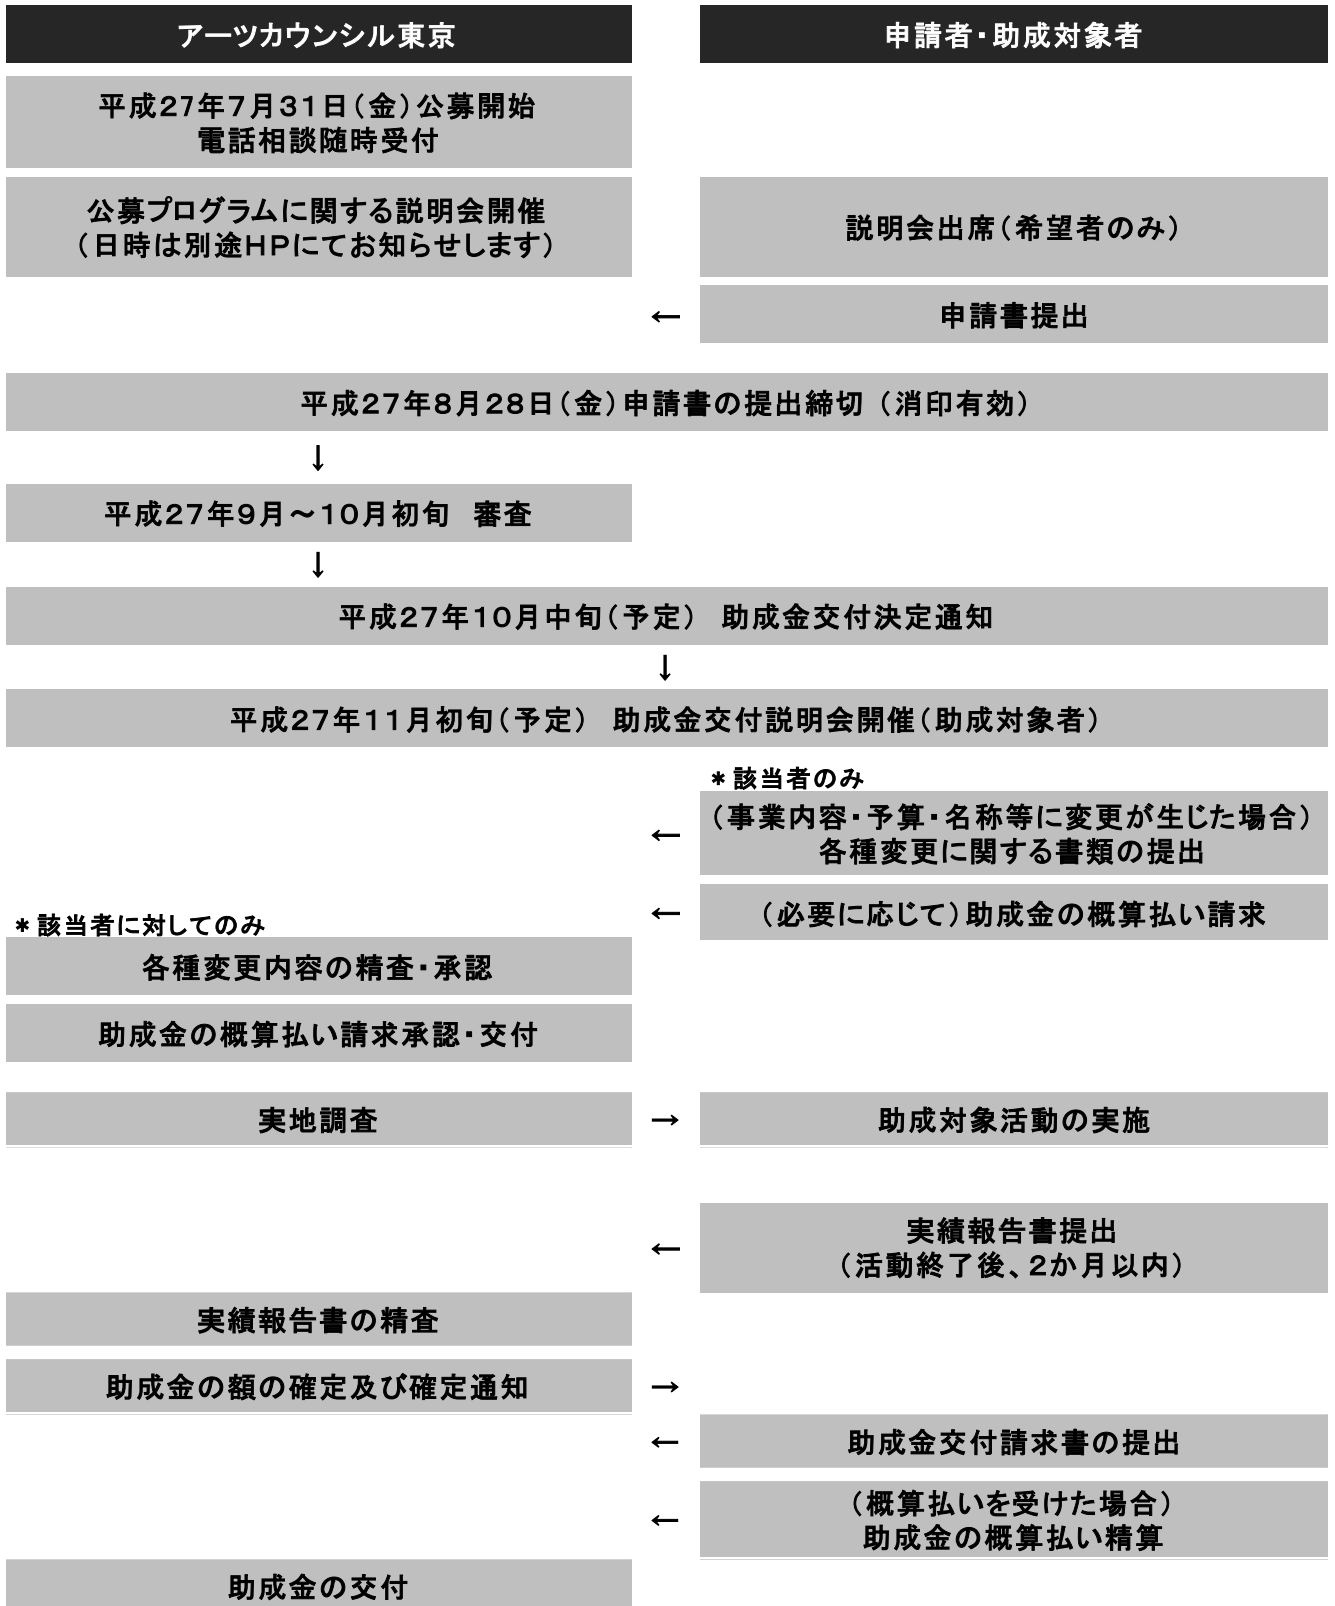 アーツカウンシル東京
申請者・助成対象者
平成27年7月31日（金）公募開始
電話相談随時受付
公募プログラムに関する説明会開催
（日時は別途HPにてお知らせします）
説明会出席（希望者のみ）
←
申請書提出
平成27年8月28日（金）申請書の提出締切（消印有効）
↓
平成27年9月～10月初旬　審査
↓
平成27年10月中旬（予定）　助成金交付決定通知
↓
平成27年11月初旬（予定）　助成金交付説明会開催（助成対象者）
＊該当者のみ
←
（事業内容・予算・名称等に変更が生じた場合）
各種変更に関する書類の提出
←
（必要に応じて）助成金の概算払い請求
＊該当者に対してのみ
各種変更内容の精査・承認
助成金の概算払い請求承認・交付
実地調査
→
助成対象活動の実施
←
実績報告書提出
（活動終了後、2か月以内）
実績報告書の精査
助成金の額の確定及び確定通知
→
←
助成金交付請求書の提出
←
（概算払いを受けた場合）
助成金の概算払い精算
助成金の交付